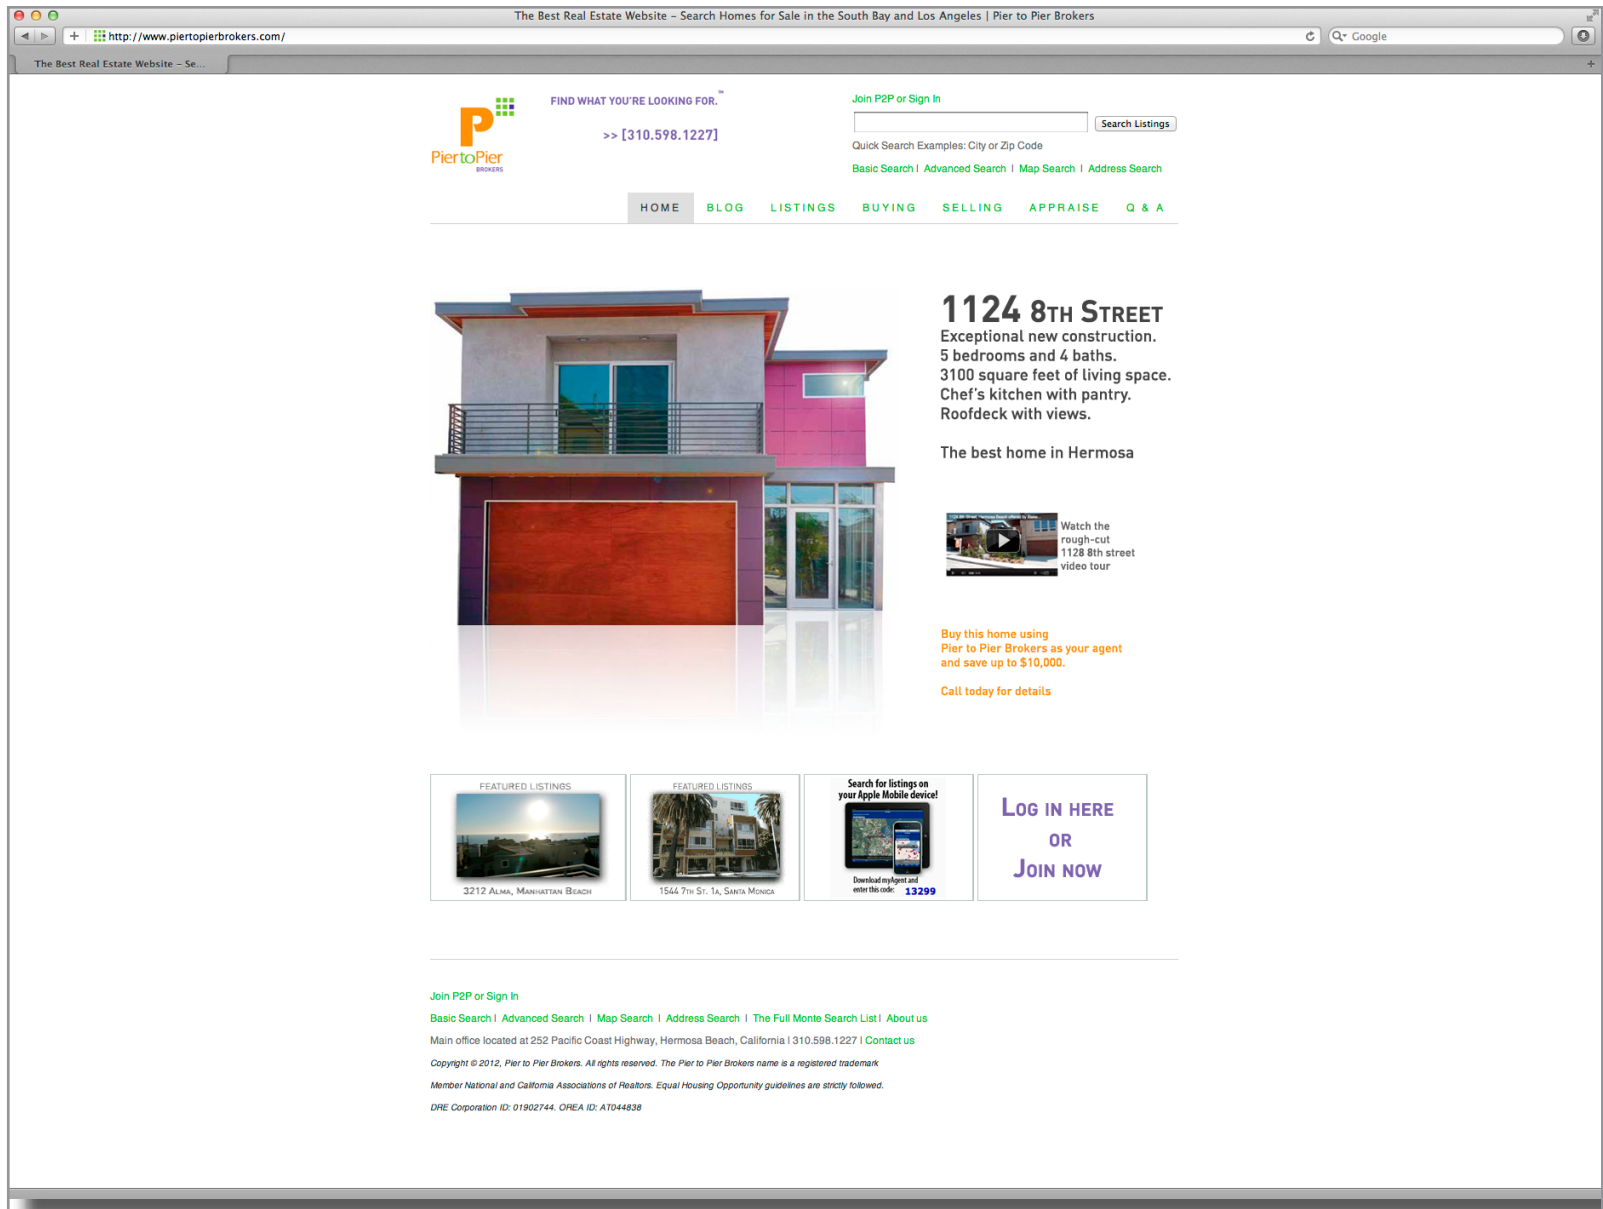 The Best Real Estate Website – Search Homes for Sale in the South Bay and Los Angeles | Pier to Pier Brokers
http://www.piertopierbrokers.com/
Google
The Best Real Estate Website – Se...
P
PiertoPier
BROKERS
FIND WHAT YOU'RE LOOKING FOR.™
>> [310.598.1227]
Join P2P or Sign In
Search Listings
Quick Search Examples: City or Zip Code
Basic Search | Advanced Search | Map Search | Address Search
HOME BLOG LISTINGS BUYING SELLING APPRAISE Q & A
1124 8TH STREET
Exceptional new construction.
5 bedrooms and 4 baths.
3100 square feet of living space.
Chef's kitchen with pantry.
Roofdeck with views.
The best home in Hermosa
Watch the
rough-cut
1128 8th street
video tour
Buy this home using
Pier to Pier Brokers as your agent
and save up to $10,000.
Call today for details
FEATURED LISTINGS
3212 ALMA, MANHATTAN BEACH
FEATURED LISTINGS
1544 7TH ST. 1A, SANTA MONICA
Search for listings on
your Apple Mobile device!
Download myAgent and
enter this code: 13299
LOG IN HERE
OR
JOIN NOW
Join P2P or Sign In
Basic Search | Advanced Search | Map Search | Address Search | The Full Monte Search List | About us
Main office located at 252 Pacific Coast Highway, Hermosa Beach, California | 310.598.1227 | Contact us
Copyright © 2012, Pier to Pier Brokers. All rights reserved. The Pier to Pier Brokers name is a registered trademark
Member National and California Associations of Realtors. Equal Housing Opportunity guidelines are strictly followed.
DRE Corporation ID: 01902744. OREA ID: AT044838